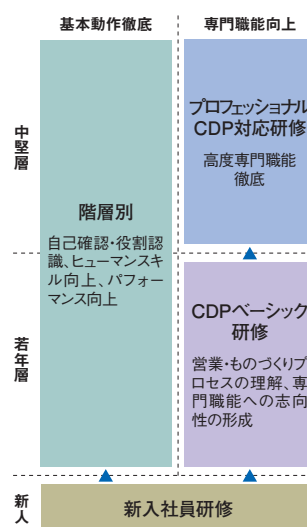 基本動作徹底
専門職能向上
中堅層
プロフェッショナル
CDP対応研修
高度専門職能
徹底
階層別
自己確認・役割認
識、ヒューマンスキ
ル向上、パフォー
マンス向上
若年層
CDPベーシック
研修
営業・ものづくりプ
ロセスの理解、専
門職能への志向
性の形成
新人
新入社員研修